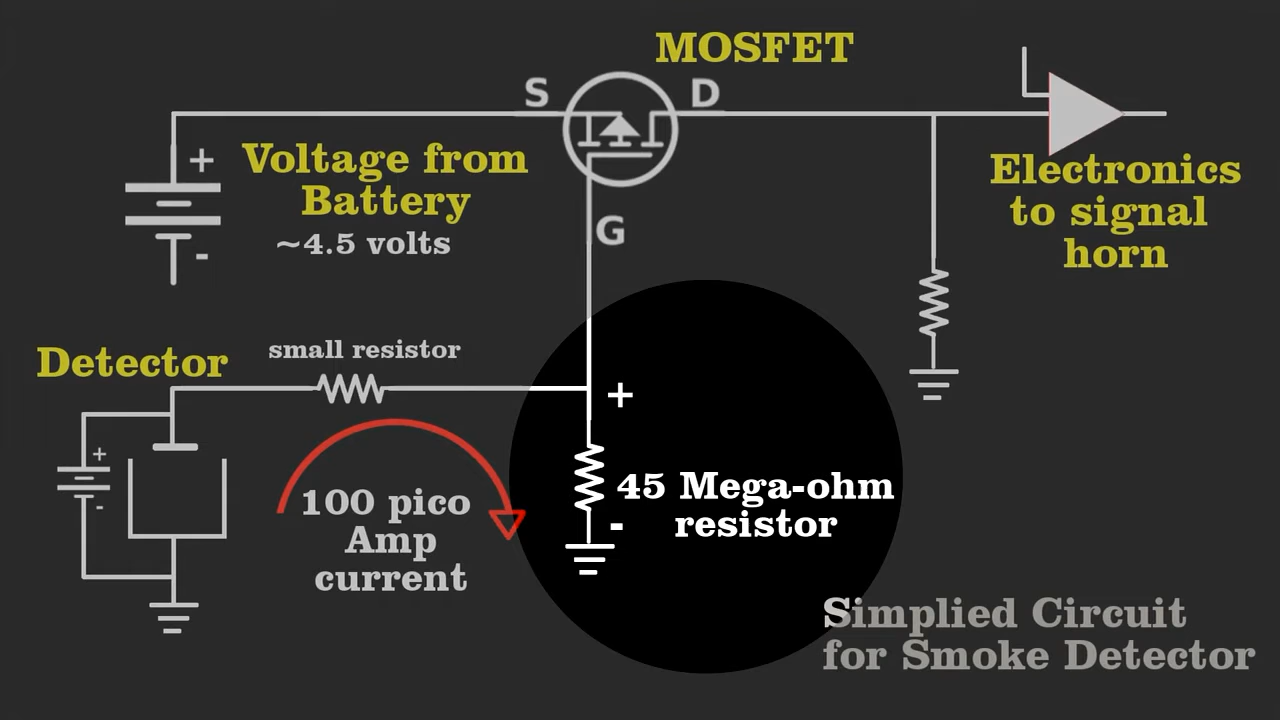 MOSFET
S
D
+
Voltage from
Battery
~4.5 volts
-
G
Electronics
to signal
horn
Detector
small resistor
+
-
100 pico
Amp
current
+
45 Mega-ohm
- resistor
Simplied Circuit
for Smoke Detector